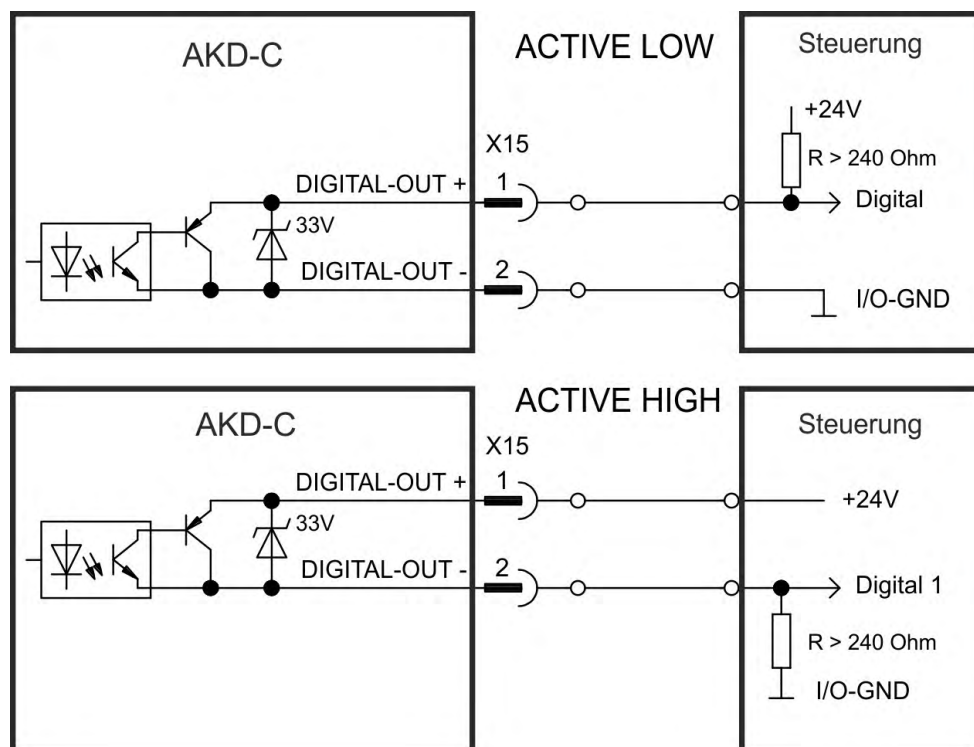 AKD-C
ACTIVE LOW
Steuerung
+24V
X15
R > 240 Ohm
DIGITAL-OUT +
1
Digital
33V
DIGITAL-OUT -
2
I/O-GND
AKD-C
ACTIVE HIGH
Steuerung
X15
DIGITAL-OUT +
1
+24V
33V
DIGITAL-OUT -
2
Digital 1
R > 240 Ohm
I/O-GND